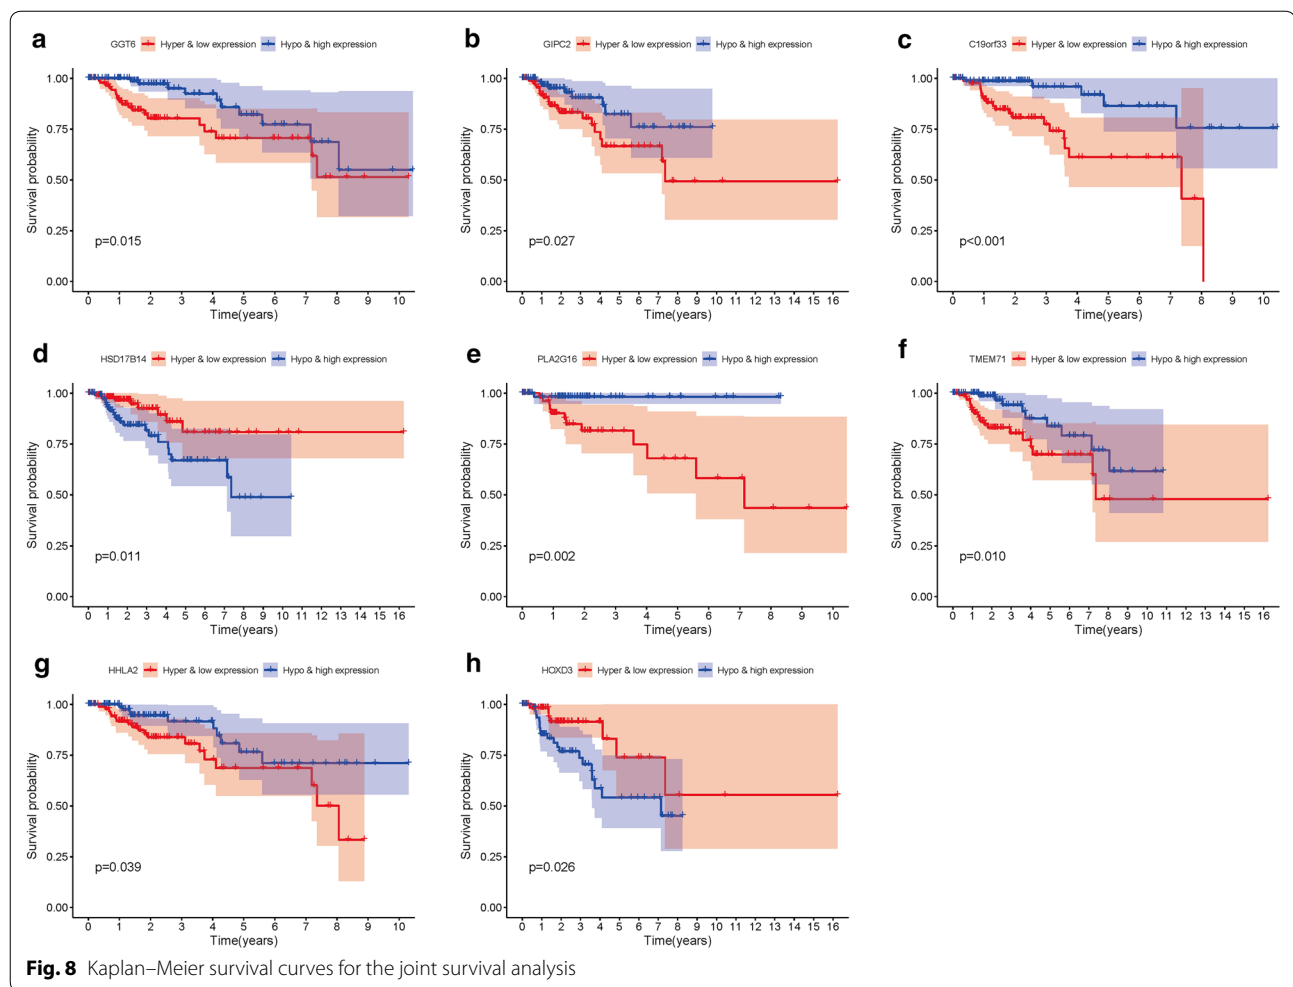 a
GGT6 Hyper & low expression Hypo & high expression
1.00
0.75
0.50
0.25
0.00
Survival probability
p=0.015
0 1 2 3 4 5 6 7 8 9 10
Time(years)
b
GIPC2 Hyper & low expression Hypo & high expression
1.00
0.75
0.50
0.25
0.00
Survival probability
p=0.027
0 1 2 3 4 5 6 7 8 9 10 11 12 13 14 15 16
Time(years)
c
C19orf33 Hyper & low expression Hypo & high expression
1.00
0.75
0.50
0.25
0.00
Survival probability
p<0.001
0 1 2 3 4 5 6 7 8 9 10
Time(years)
d
HSD17B14 Hyper & low expression Hypo & high expression
1.00
0.75
0.50
0.25
0.00
Survival probability
p=0.011
0 1 2 3 4 5 6 7 8 9 10 11 12 13 14 15 16
Time(years)
e
PLA2G16 Hyper & low expression Hypo & high expression
1.00
0.75
0.50
0.25
0.00
Survival probability
p=0.002
0 1 2 3 4 5 6 7 8 9 10
Time(years)
f
TMEM71 Hyper & low expression Hypo & high expression
1.00
0.75
0.50
0.25
0.00
Survival probability
p=0.010
0 1 2 3 4 5 6 7 8 9 10 11 12 13 14 15 16
Time(years)
g
HHLA2 Hyper & low expression Hypo & high expression
1.00
0.75
0.50
0.25
0.00
Survival probability
p=0.039
0 1 2 3 4 5 6 7 8 9 10
Time(years)
h
HOXD3 Hyper & low expression Hypo & high expression
1.00
0.75
0.50
0.25
0.00
Survival probability
p=0.026
0 1 2 3 4 5 6 7 8 9 10 11 12 13 14 15 16
Time(years)
Fig. 8 Kaplan–Meier survival curves for the joint survival analysis